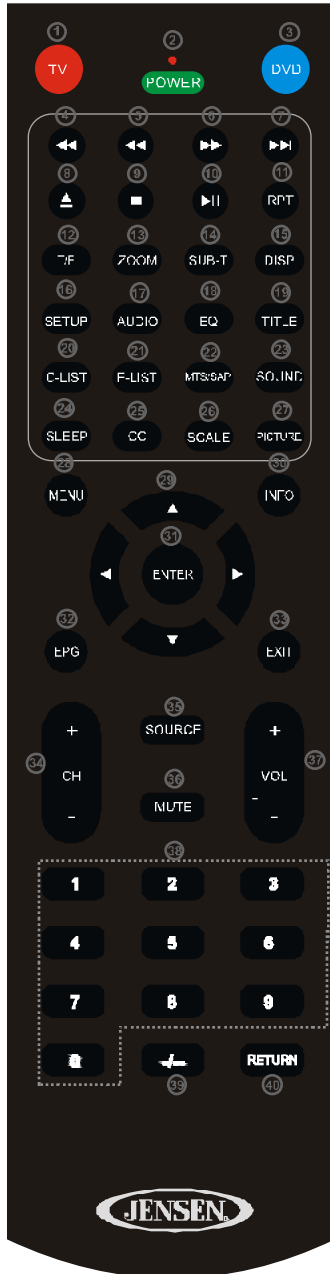 1 2 3
TV POWER DVD
4 5 6 7
8 9 10 11
RPT
12 13 14 15
T/F ZOOM SUB-T DISP
16 17 18 19
SETUP AUDIO EQ TITLE
20 21 22 23
C-LIST F-LIST MTS/SAP SOUND
24 25 26 27
SLEEP CC SCALE PICTURE
28 29 30
MENU INFO
31
ENTER
32 33
EPG EXIT
34 35 37
+ SOURCE +
CH VOL
36
- MUTE -
38
1 2 3
4 5 6
7 8 9
0 -/-- RETURN
39 40
JENSEN